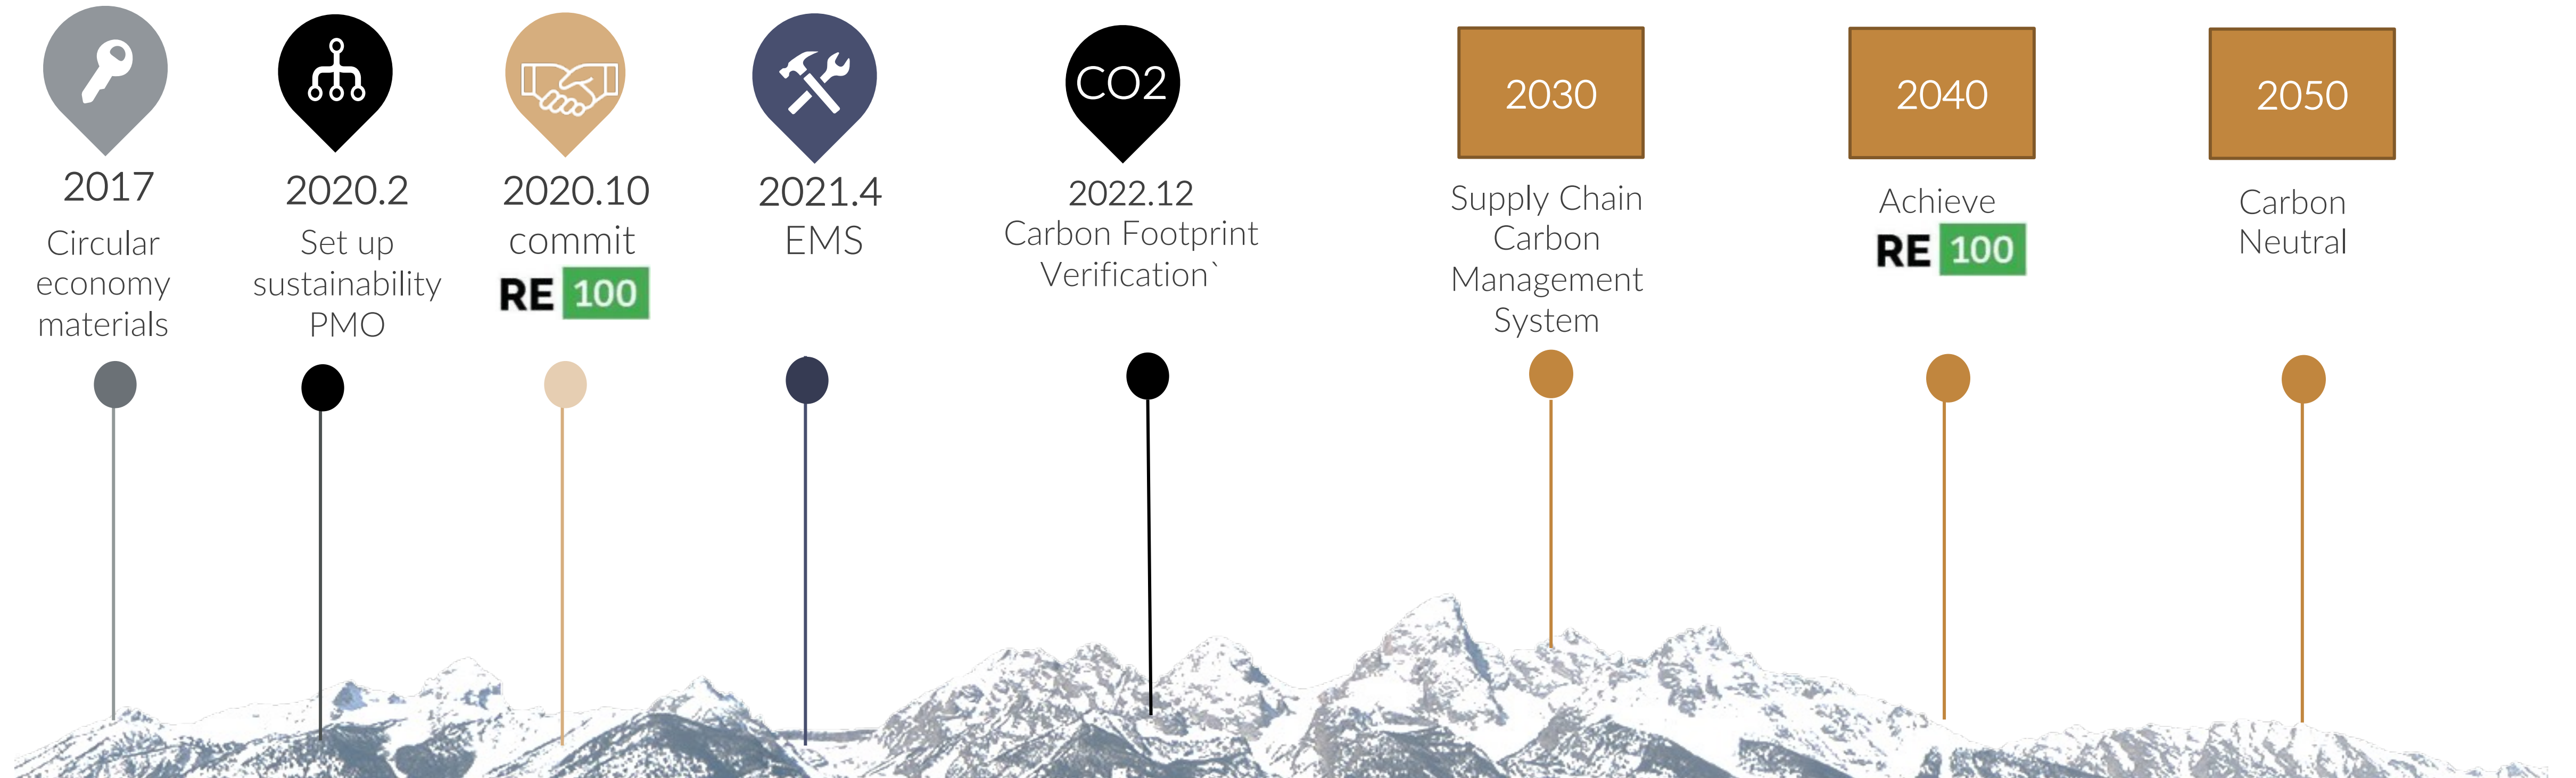 2017
Circular
economy
materials
2020.2
Set up
sustainability
PMO
2020.10
commit
RE 100
2021.4
EMS
CO2
2022.12
Carbon Footprint
Verification`
2030
Supply Chain
Carbon
Management
System
2040
Achieve
RE 100
2050
Carbon
Neutral